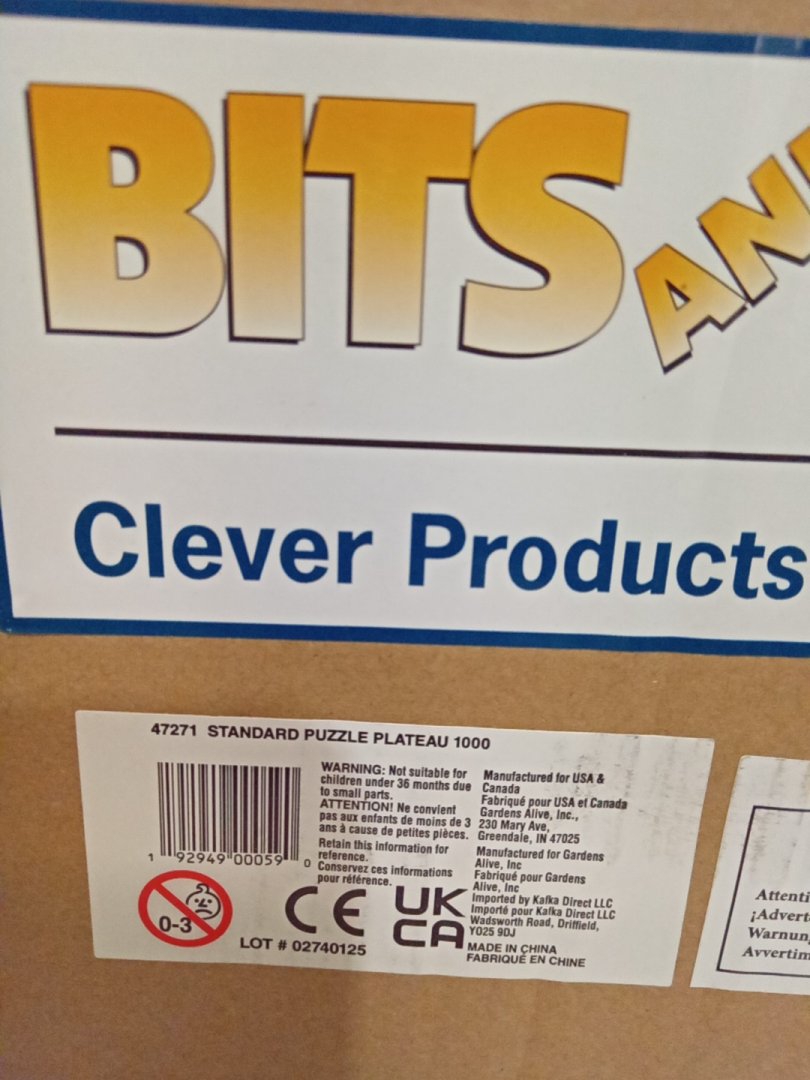 BITS AND
Clever Products
47271 STANDARD PUZZLE PLATEAU 1000
1 92949 00059 0
0-3
LOT # 02740125
WARNING: Not suitable for
children under 36 months due
to small parts.
ATTENTION! Ne convient
pas aux enfants de moins de 3
ans à cause de petites pièces.
Retain this information for
reference.
Conservez ces informations
pour référence.
CE
UK
CA
Manufactured for USA &
Canada
Fabriqué pour USA et Canada
Gardens Alive, Inc.,
230 Mary Ave,
Greendale, IN 47025
Manufactured for Gardens
Alive, Inc
Fabriqué pour Gardens
Alive, Inc
Imported by Kafka Direct LLC
Importé pour Kafka Direct LLC
Wadsworth Road, Driffield,
YO25 9DJ
MADE IN CHINA
FABRIQUÉ EN CHINE
Attenti
¡Advert
Warnun
Avvertim